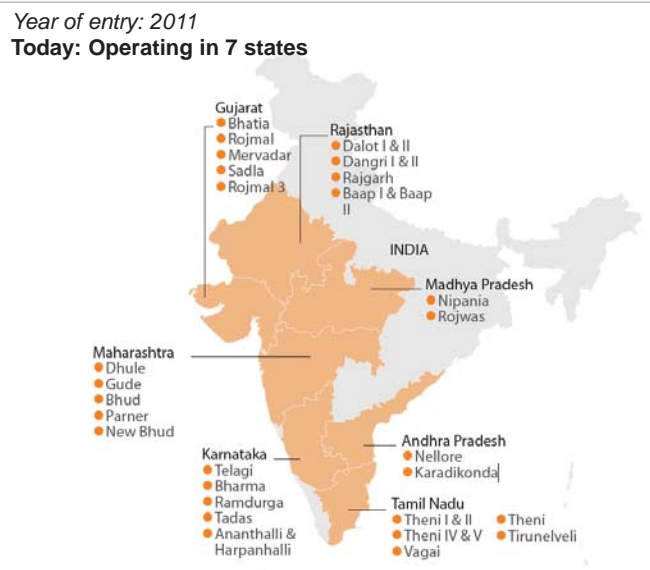 Year of entry: 2011
Today: Operating in 7 states
Gujarat
Bhatia
Rojmal
Mervadar
Sadla
Rojmal 3
Rajasthan
Dalot I & II
Dangri I & II
Rajgarh
Baap I & Baap
II
INDIA
Madhya Pradesh
Nipania
Rojwas
Maharashtra
Dhule
Gude
Bhud
Parner
New Bhud
Andhra Pradesh
Nellore
Karadikonda
Karnataka
Telagi
Bharma
Ramdurga
Tadas
Ananthalli &
Harpanhalli
Tamil Nadu
Theni I & II
Theni IV & V
Vagai
Theni
Tirunelveli